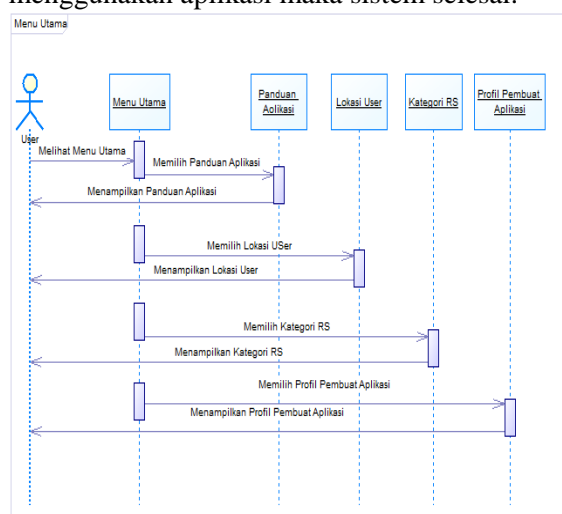 menggunakan aplikasi maka sistem selesai.
Menu Utama
Menu Utama
Panduan
Aplikasi
Lokasi User
Kategori RS
Profil Pembuat
Aplikasi
User
Melihat Menu Utama
Memilih Panduan Aplikasi
Menampilkan Panduan Aplikasi
Memilih Lokasi USer
Menampilkan Lokasi User
Memilih Kategori RS
Menampilkan Kategori RS
Memilih Profil Pembuat Aplikasi
Menampilkan Profil Pembuat Aplikasi